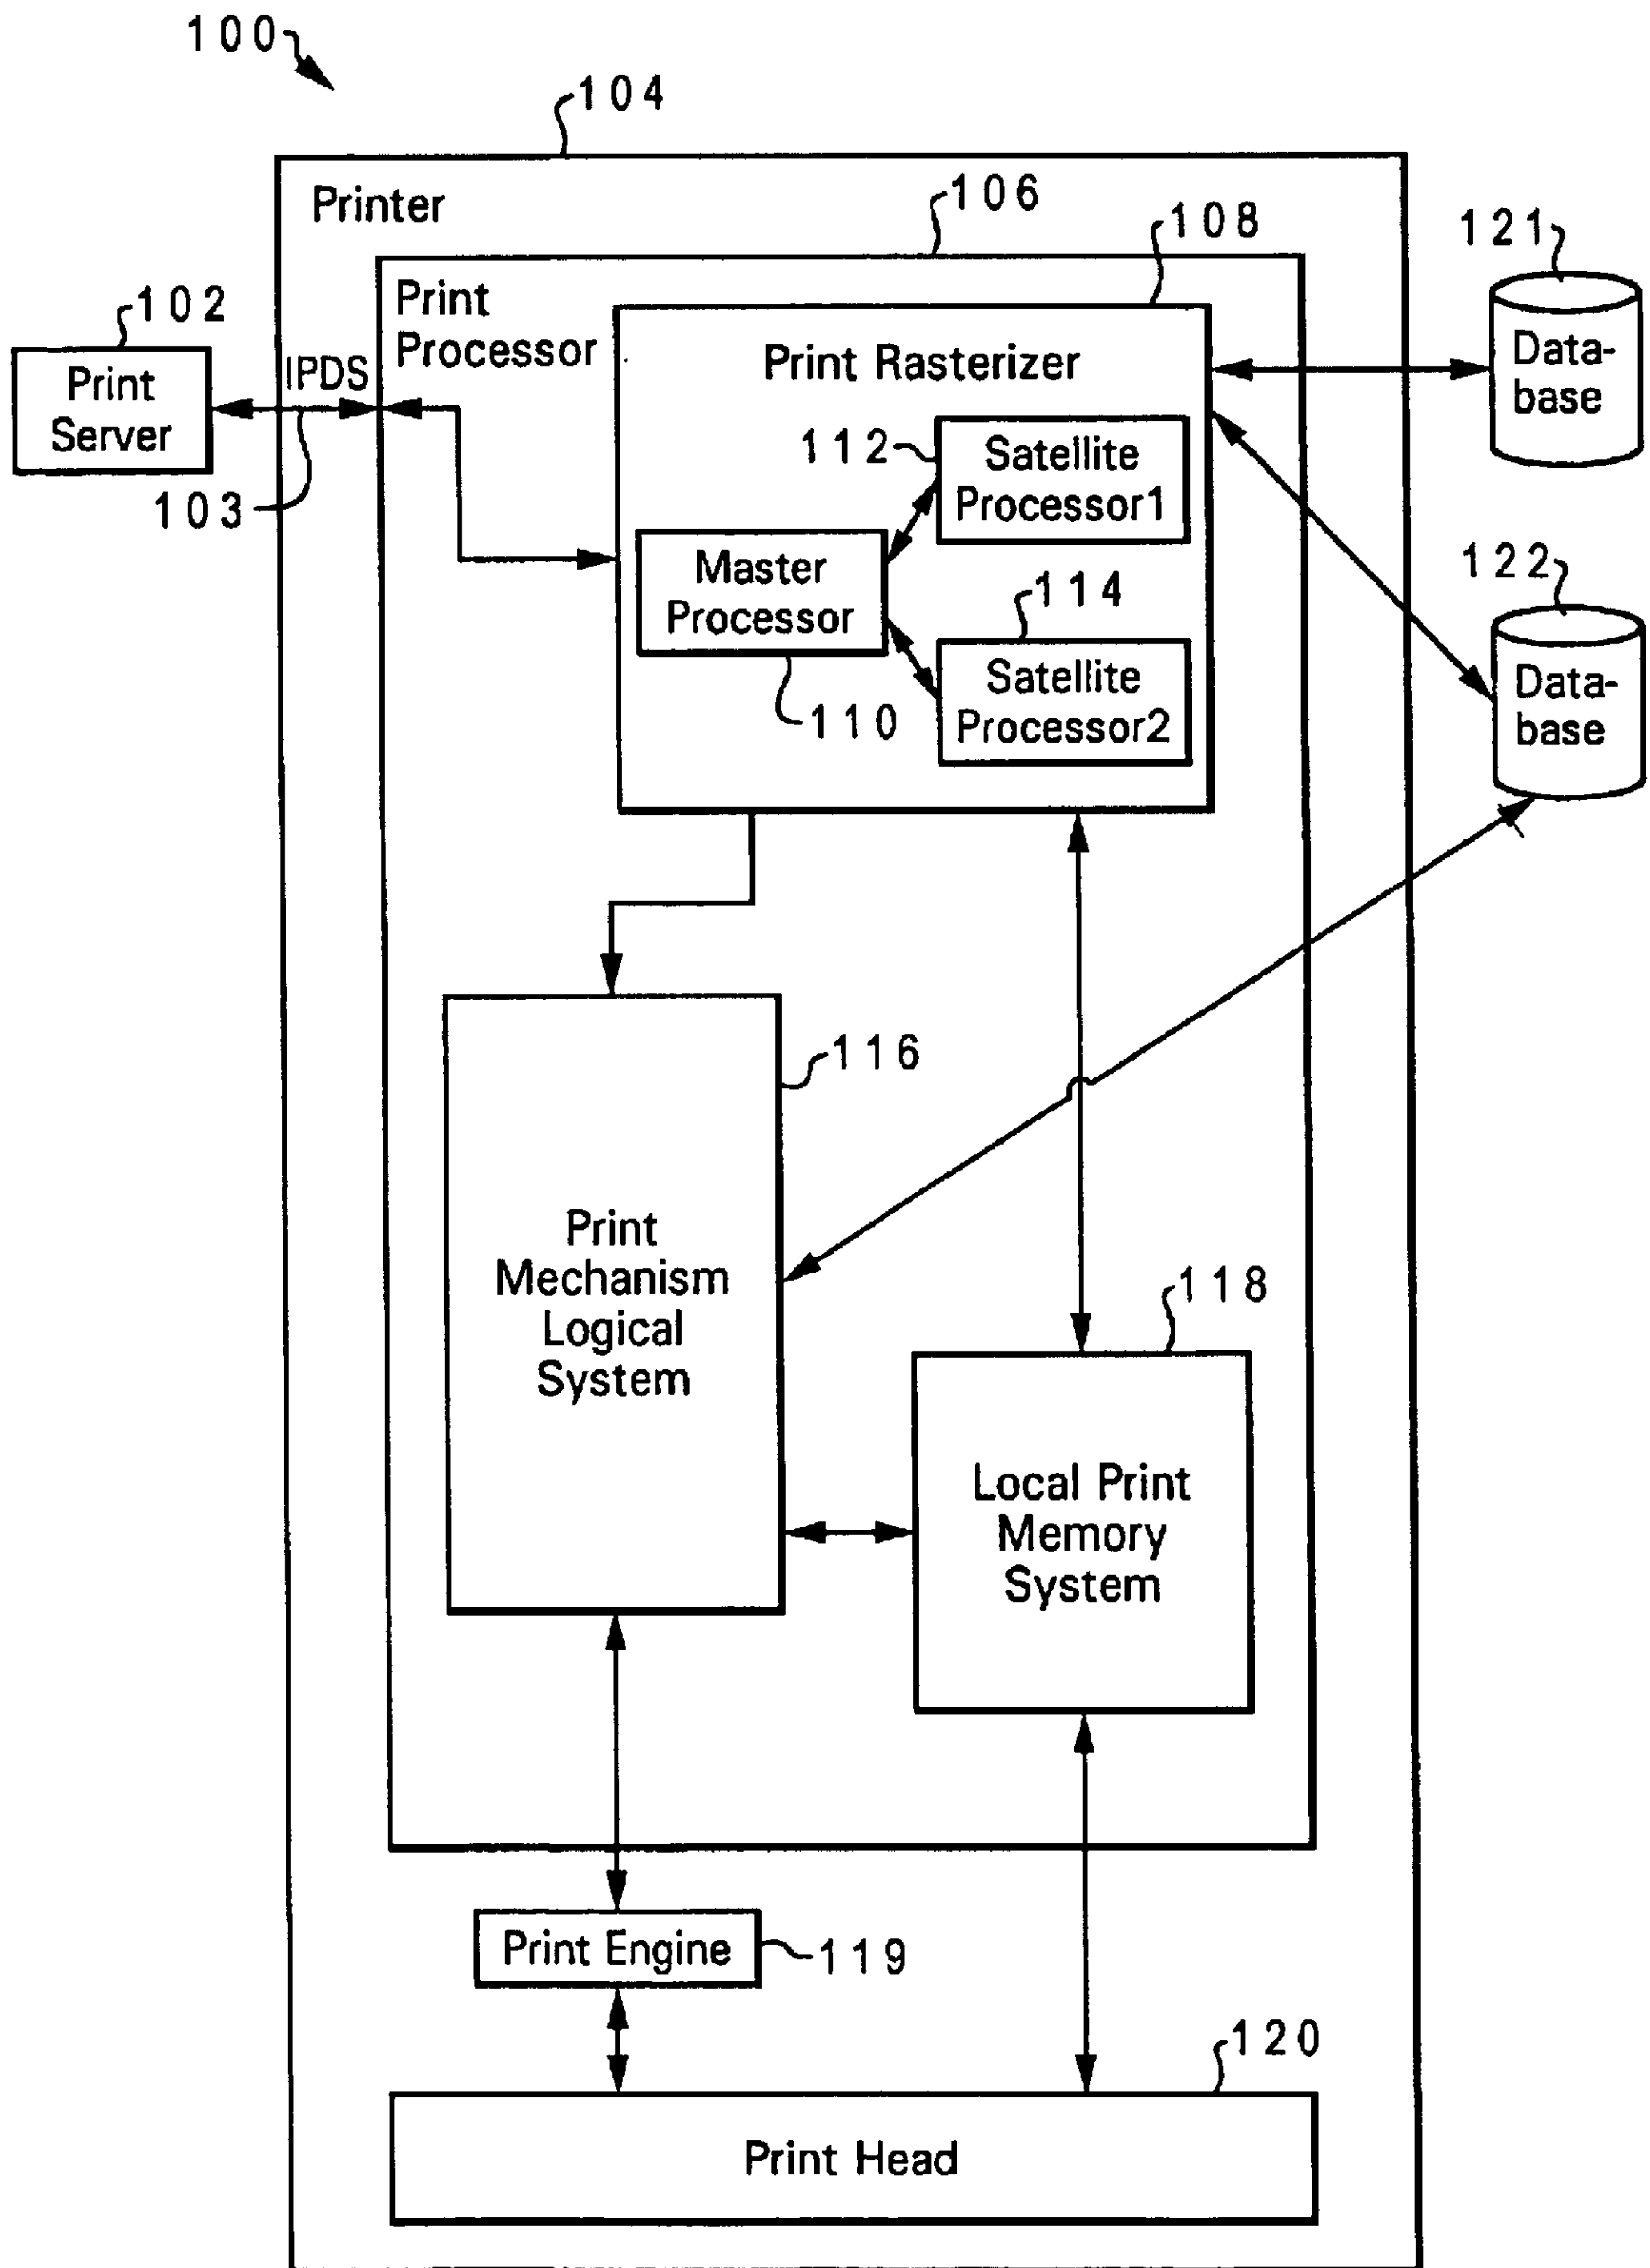 100
104
Printer
106
108
121
Print
Processor
102
Print Rasterizer
Data-
base
IPDS
Print
Server
112
Satellite
Processor1
103
Master
Processor
122
114
Satellite
Processor2
110
Data-
base
116
Print
Mechanism
Logical
System
118
Local Print
Memory
System
Print Engine
119
120
Print Head